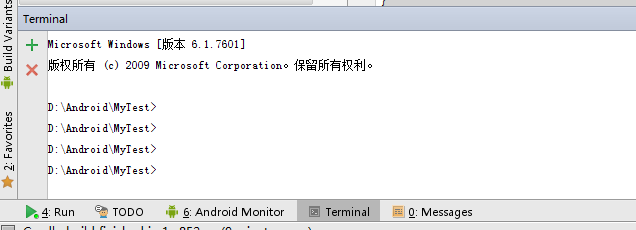 Terminal
Build Variants
Microsoft Windows [版本 6.1.7601]
版权所有 (c) 2009 Microsoft Corporation。保留所有权利。
D:\Android\MyTest>
D:\Android\MyTest>
D:\Android\MyTest>
D:\Android\MyTest>
2: Favorites
4: Run
TODO
6: Android Monitor
Terminal
0: Messages